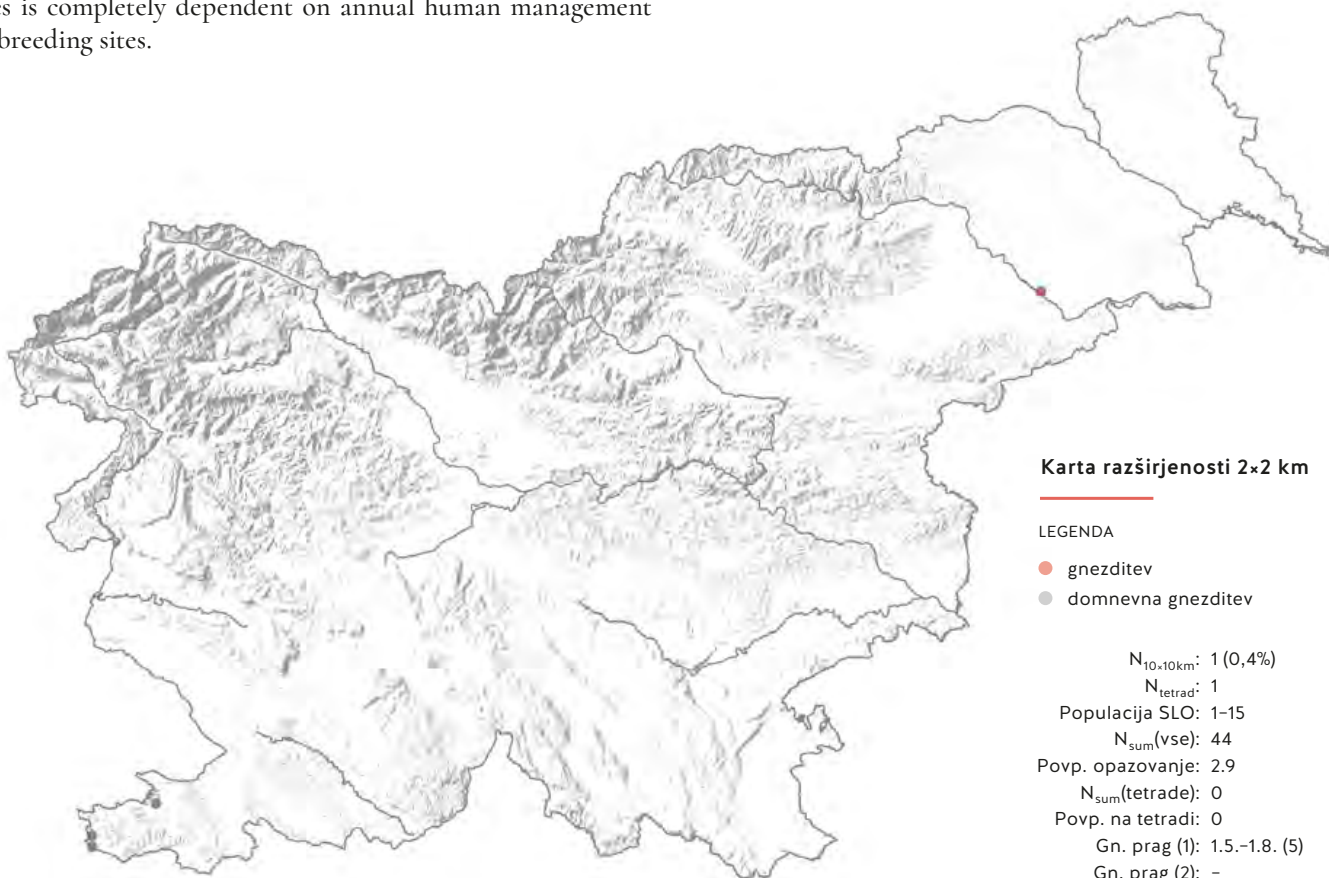 es is completely dependent on annual human management
breeding sites.
Karta razširjenosti 2×2 km
LEGENDA
gnezditev
domnevna gnezditev
N10×10km: 1 (0,4%)
Ntetrad: 1
Populacija SLO: 1–15
Nsum(vse): 44
Povp. opazovanje: 2.9
Nsum(tetrade): 0
Povp. na tetradi: 0
Gn. prag (1): 1.5.–1.8. (5)
Gn. prag (2): –